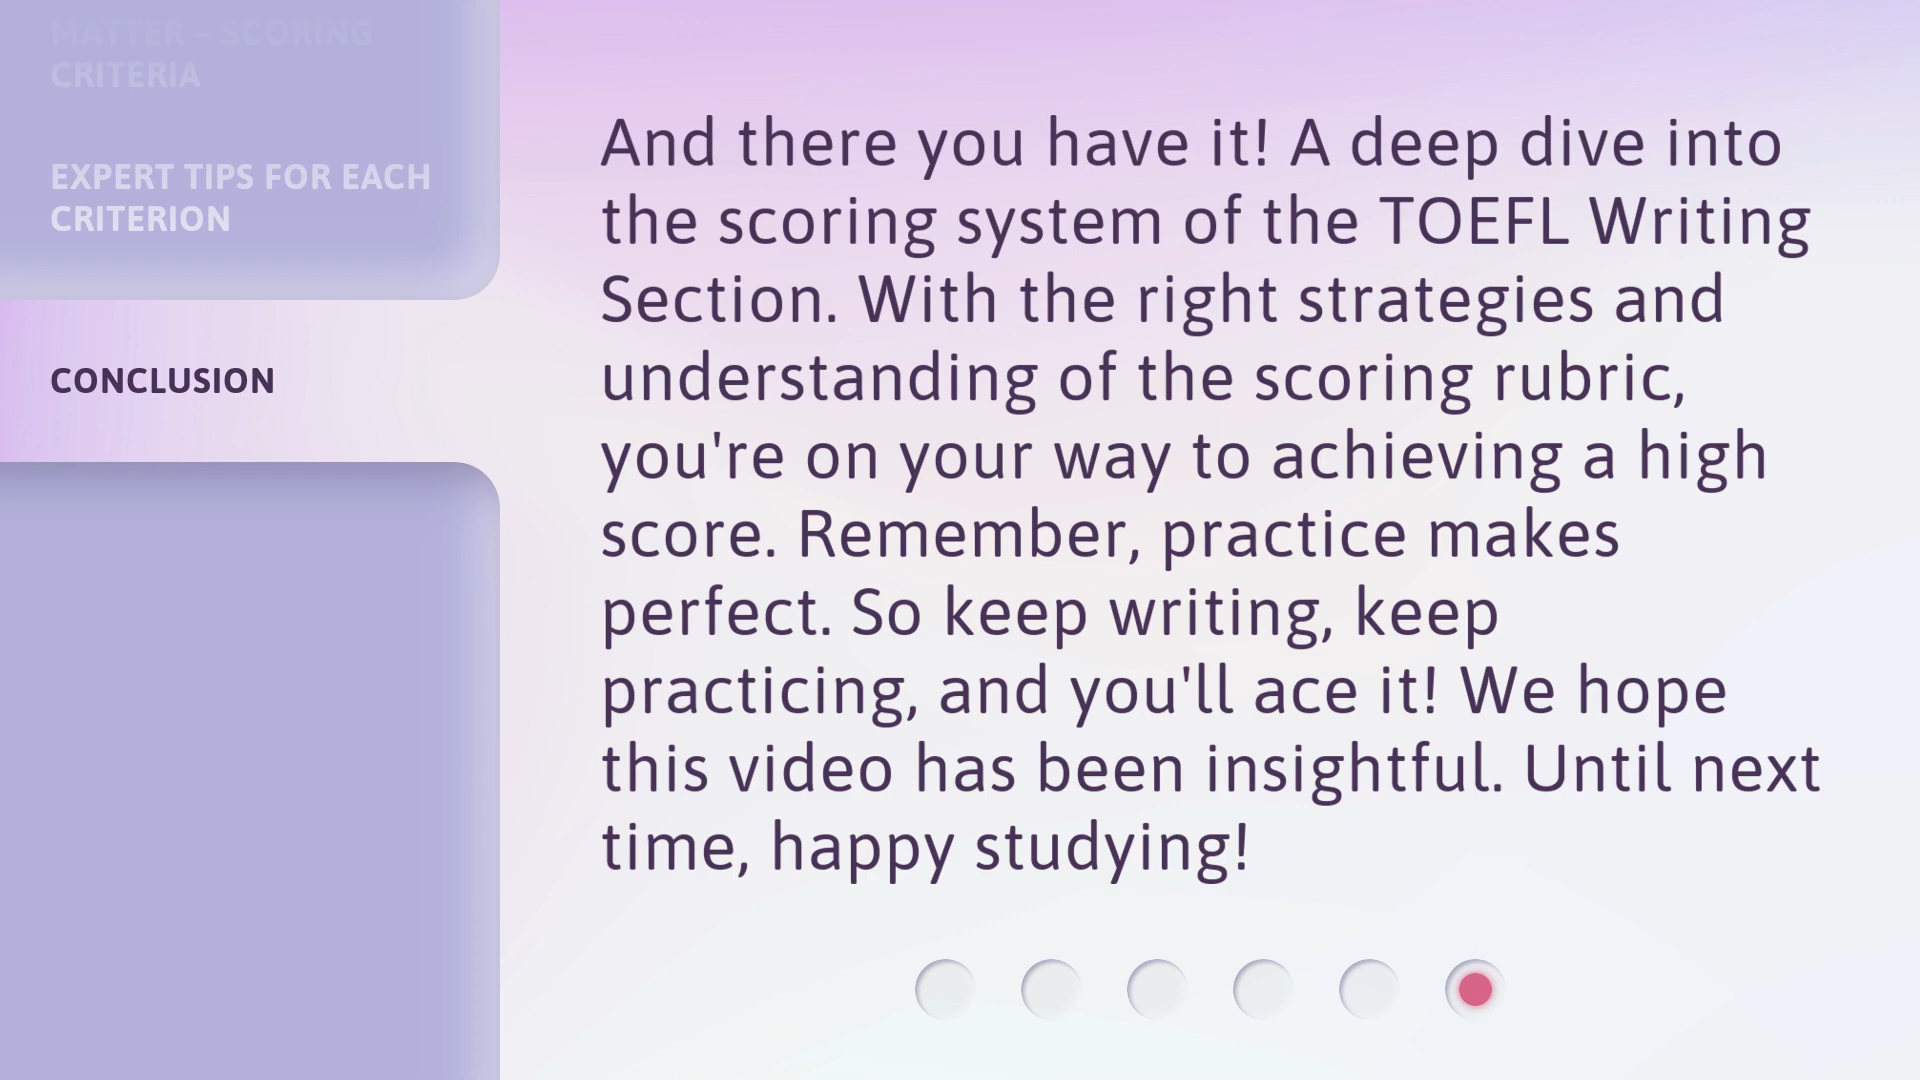 MATTER – SCORING
CRITERIA
EXPERT TIPS FOR EACH
CRITERION
CONCLUSION
And there you have it! A deep dive into
the scoring system of the TOEFL Writing
Section. With the right strategies and
understanding of the scoring rubric,
you're on your way to achieving a high
score. Remember, practice makes
perfect. So keep writing, keep
practicing, and you'll ace it! We hope
this video has been insightful. Until next
time, happy studying!